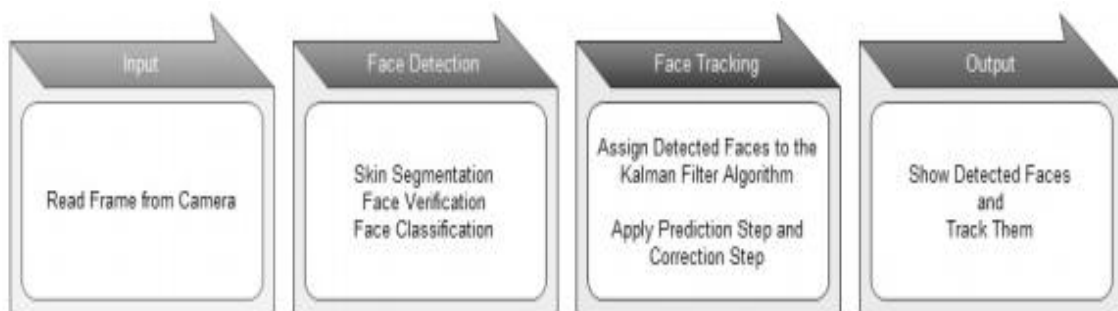 Input
Read Frame from Camera
Face Detection
Skin Segmentation
Face Verification
Face Classification
Face Tracking
Assign Detected Faces to the
Kalman Filter Algorithm
Apply Prediction Step and
Correction Step
Output
Show Detected Faces
and
Track Them